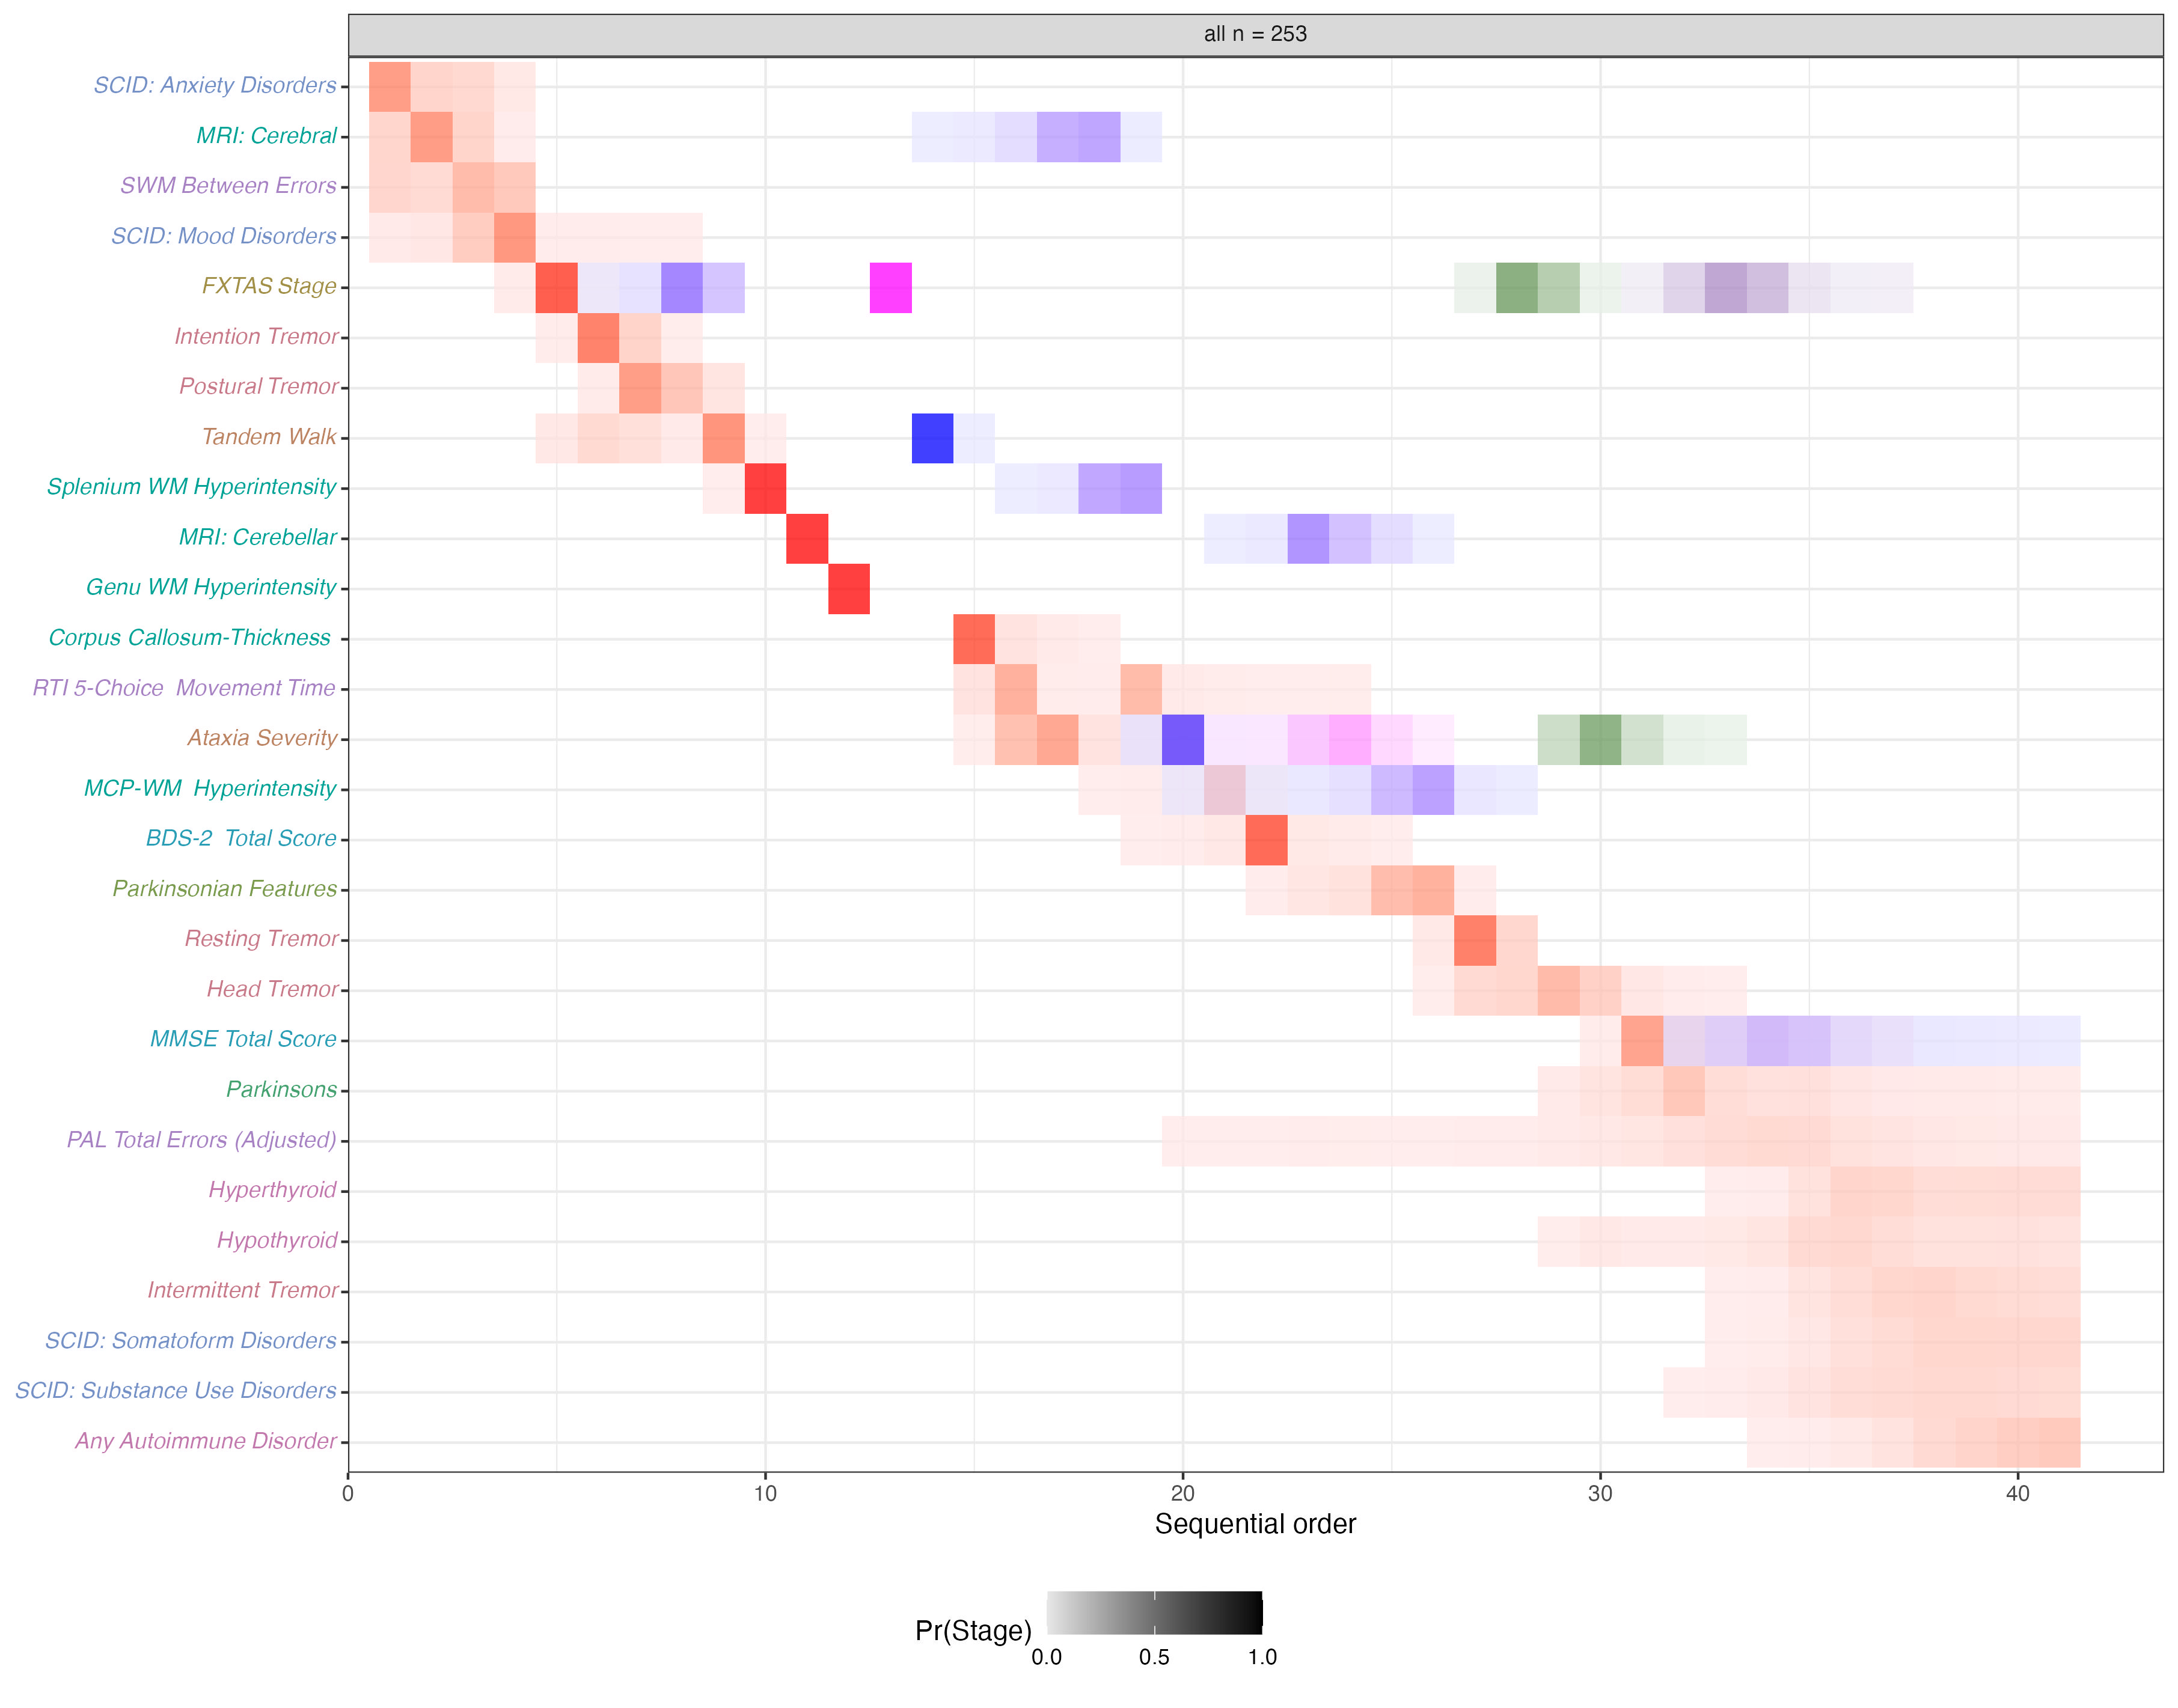 all n = 253
SCID: Anxiety Disorders
MRI: Cerebral
SWM Between Errors
SCID: Mood Disorders
FXTAS Stage
Intention Tremor
Postural Tremor
Tandem Walk
Splenium WM Hyperintensity
MRI: Cerebellar
Genu WM Hyperintensity
Corpus Callosum-Thickness
RTI 5-Choice Movement Time
Ataxia Severity
MCP-WM Hyperintensity
BDS-2 Total Score
Parkinsonian Features
Resting Tremor
Head Tremor
MMSE Total Score
Parkinsons
PAL Total Errors (Adjusted)
Hyperthyroid
Hypothyroid
Intermittent Tremor
SCID: Somatoform Disorders
SCID: Substance Use Disorders
Any Autoimmune Disorder
0 10 20 30 40
Sequential order
Pr(Stage)
0.0 0.5 1.0